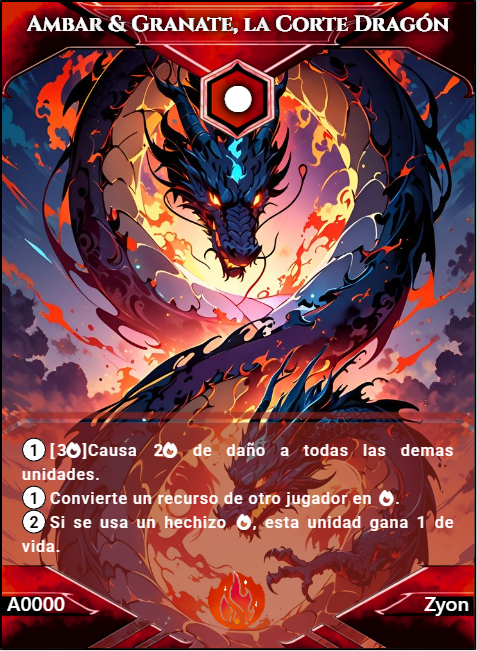 AMBAR & GRANATE, LA CORTE DRAGÓN
1 [3]Causa 2 de daño a todas las demas
unidades.
1 Convierte un recurso de otro jugador en .
2 Si se usa un hechizo , esta unidad gana 1 de
vida.
A0000
Zyon